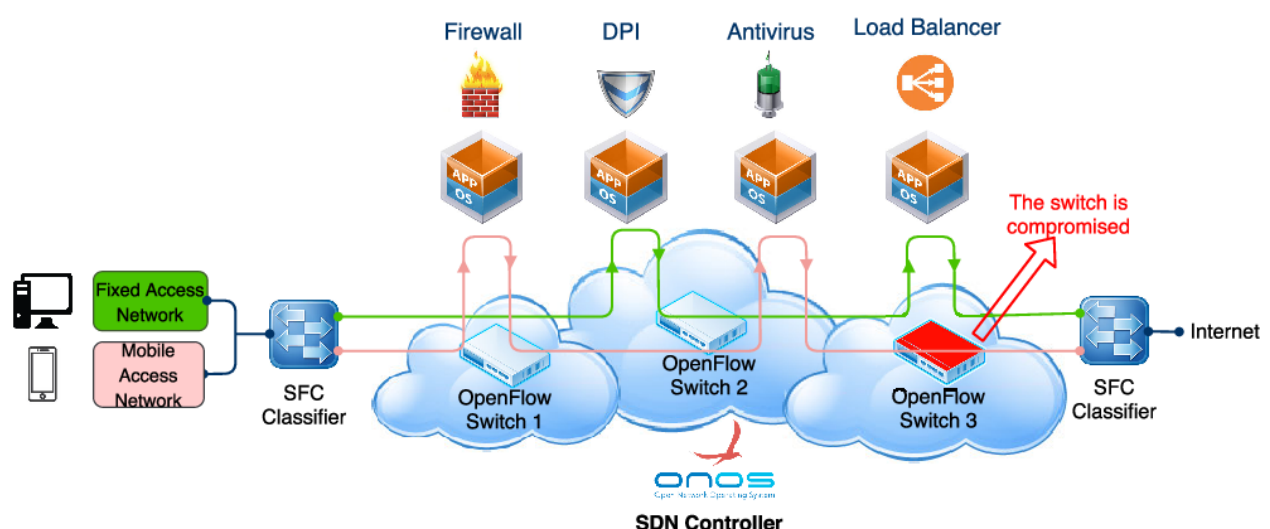 Firewall
DPI
Antivirus
Load Balancer
APP
OS
APP
OS
APP
OS
APP
OS
The switch is
compromised
Fixed Access
Network
Mobile
Access
Network
SFC
Classifier
OpenFlow
Switch 1
OpenFlow
Switch 2
OpenFlow
Switch 3
SFC
Classifier
Internet
onos
Open Network Operating System
SDN Controller